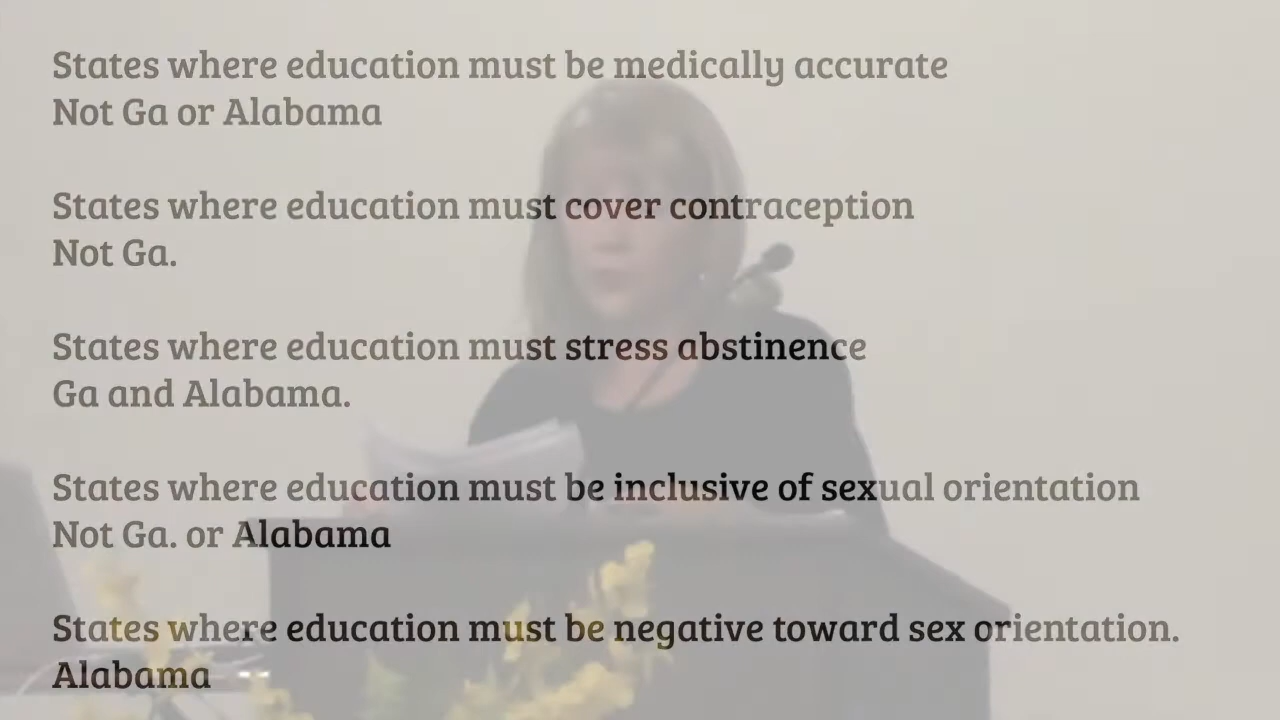 States where education must be medically accurate
Not Ga or Alabama
States where education must cover contraception
Not Ga.
States where education must stress abstinence
Ga and Alabama.
States where education must be inclusive of sexual orientation
Not Ga. or Alabama
States where education must be negative toward sex orientation.
Alabama